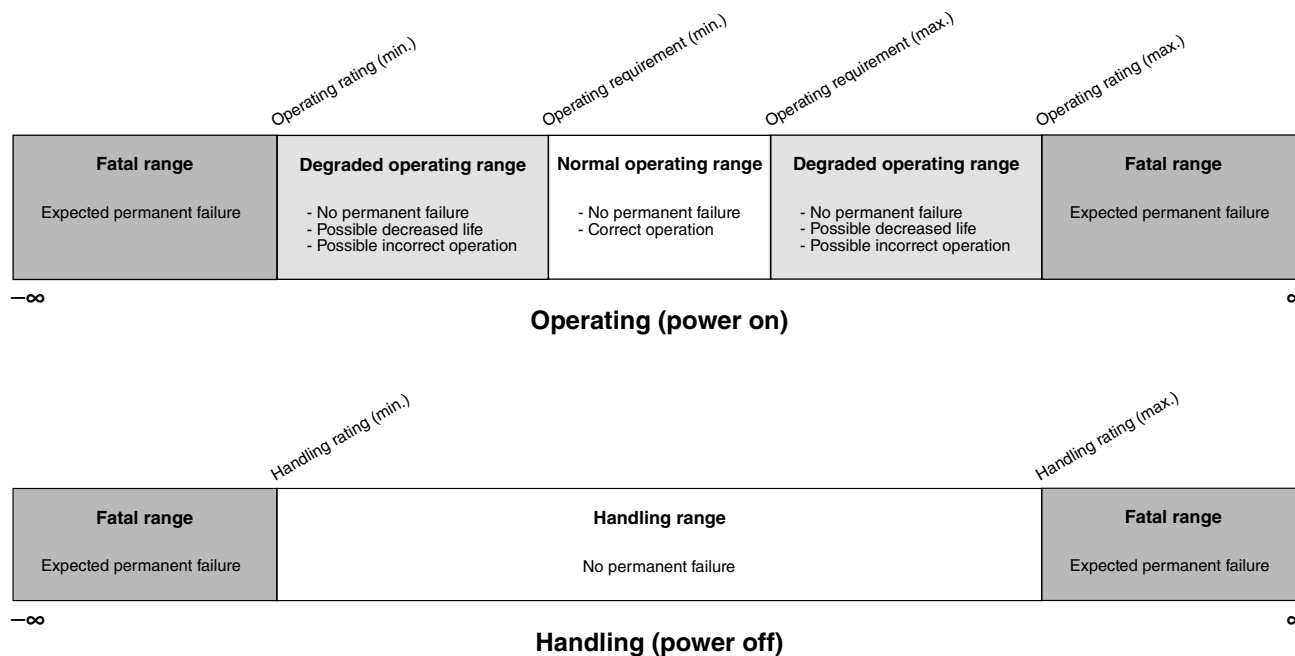 Operating rating (min.)
Operating requirement (min.)
Operating requirement (max.)
Operating rating (max.)
Fatal range
Degraded operating range
Normal operating range
Degraded operating range
Fatal range
Expected permanent failure
- No permanent failure
- Possible decreased life
- Possible incorrect operation
- No permanent failure
- Correct operation
- No permanent failure
- Possible decreased life
- Possible incorrect operation
Expected permanent failure
–∞
Operating (power on)
Handling rating (min.)
Handling rating (max.)
Fatal range
Handling range
Fatal range
Expected permanent failure
No permanent failure
Expected permanent failure
–∞
Handling (power off)